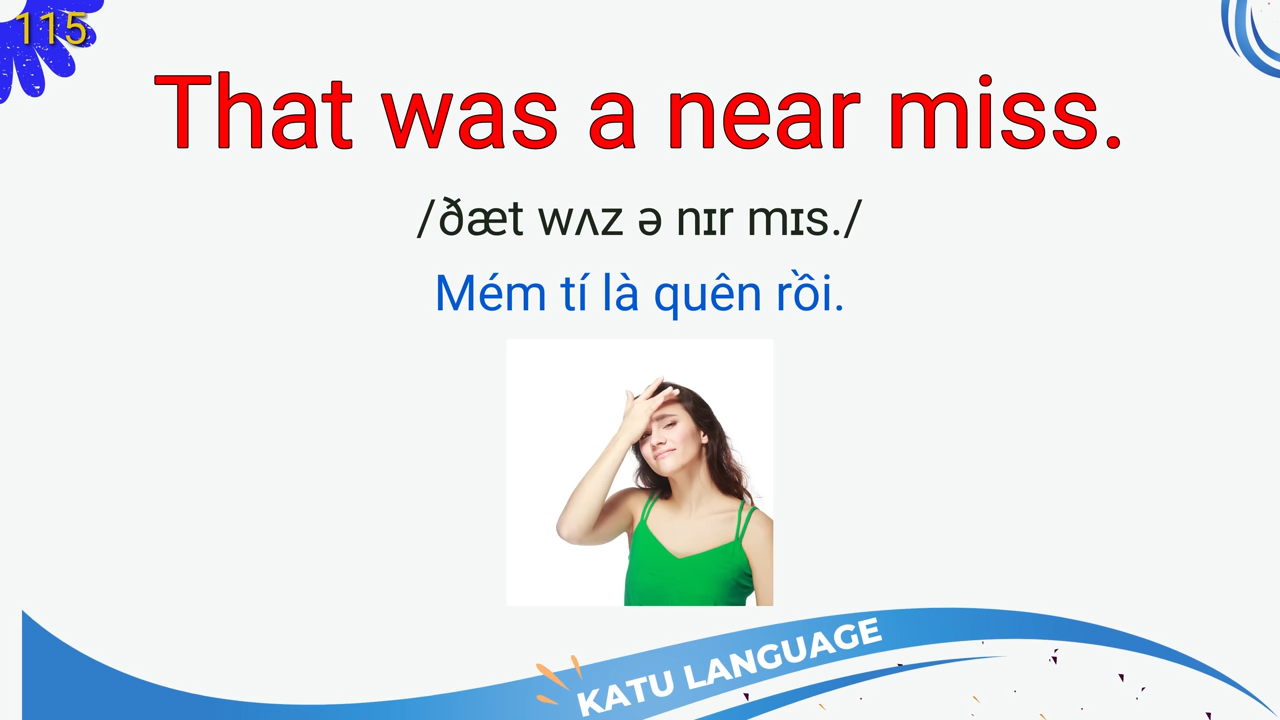 115
That was a near miss.
/ðæt wʌz ə nɪr mɪs./
Mém tí là quên rồi.
KATU LANGUAGE